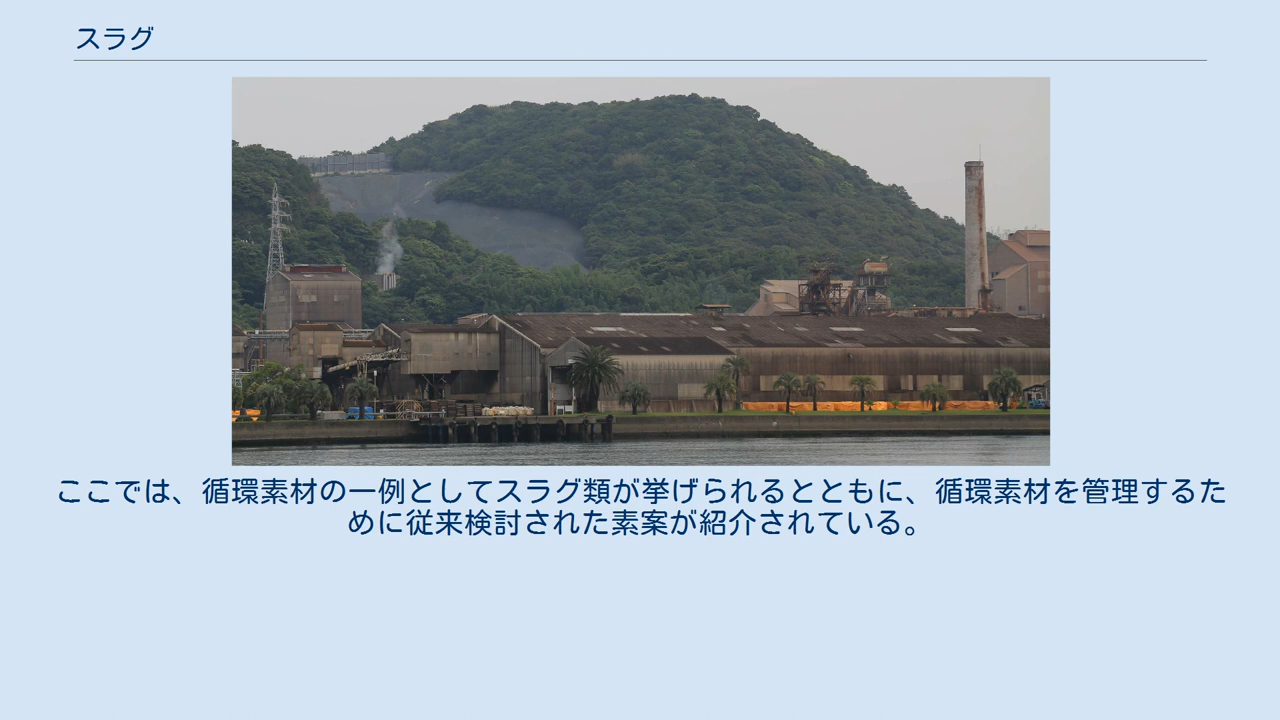 スラグ
ここでは、循環素材の一例としてスラグ類が挙げられるとともに、循環素材を管理するた
めに従来検討された素案が紹介されている。